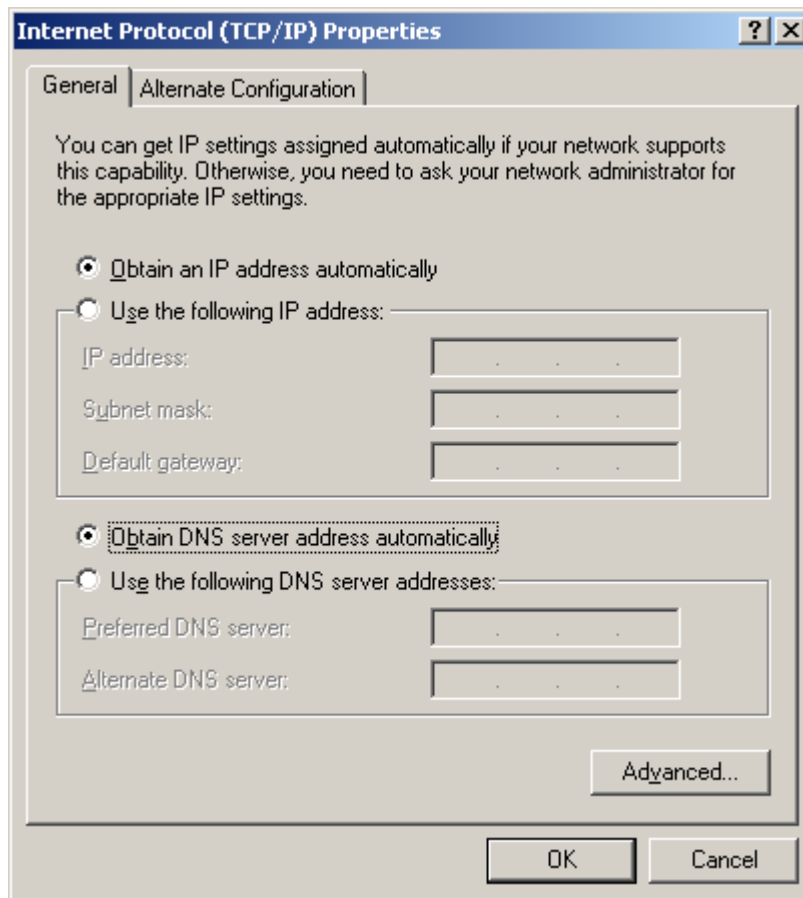 Internet Protocol (TCP/IP) Properties
General
Alternate Configuration
You can get IP settings assigned automatically if your network supports
this capability. Otherwise, you need to ask your network administrator for
the appropriate IP settings.
Obtain an IP address automatically
Use the following IP address:
IP address:
Subnet mask:
Default gateway:
Obtain DNS server address automatically
Use the following DNS server addresses:
Preferred DNS server:
Alternate DNS server:
Advanced...
OK
Cancel